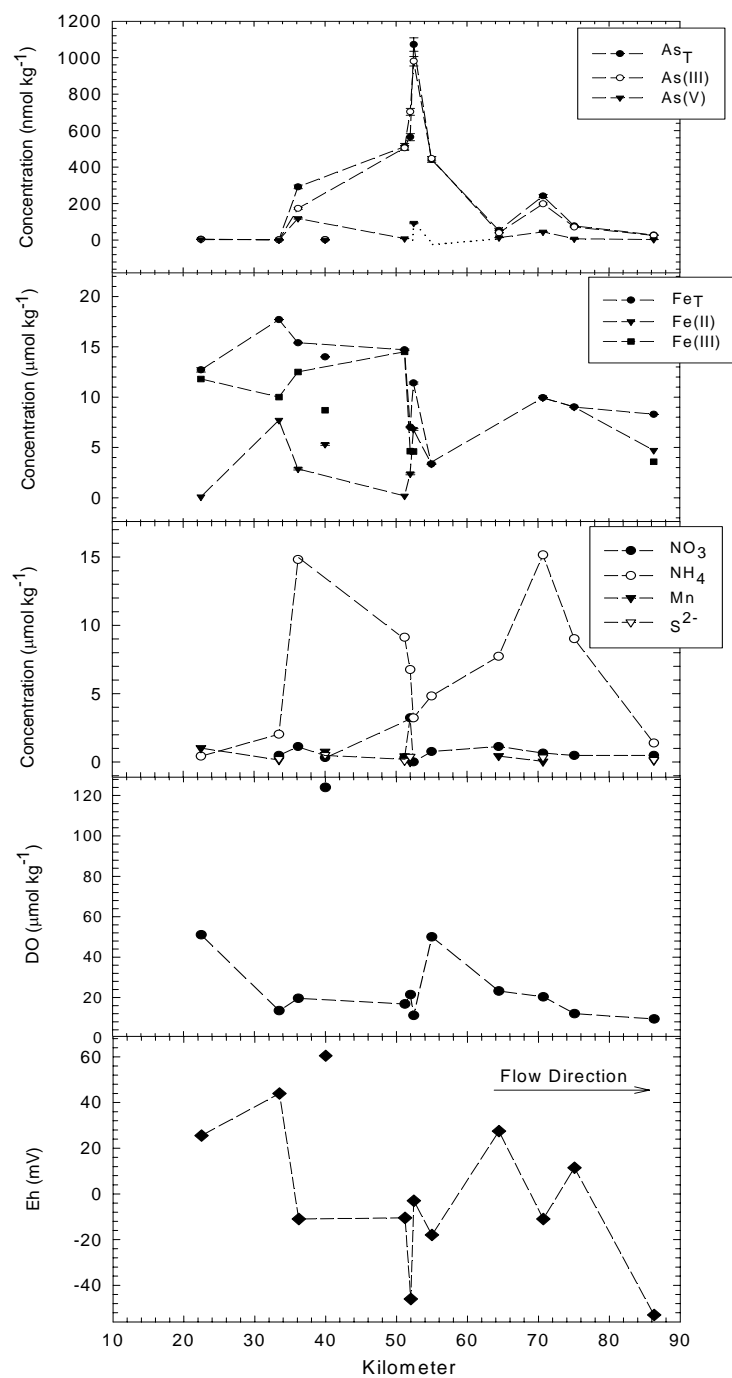 1200
1000
800
600
400
200
0
Concentration (nmol kg-1)
AsT
As(III)
As(V)
20
15
10
5
0
Concentration (μmol kg-1)
FeT
Fe(II)
Fe(III)
15
10
5
0
Concentration (μmol kg-1)
NO3
NH4
Mn
S2-
120
100
80
60
40
20
0
DO (μmol kg-1)
60
40
20
0
-20
-40
Eh (mV)
Flow Direction
10 20 30 40 50 60 70 80 90
Kilometer